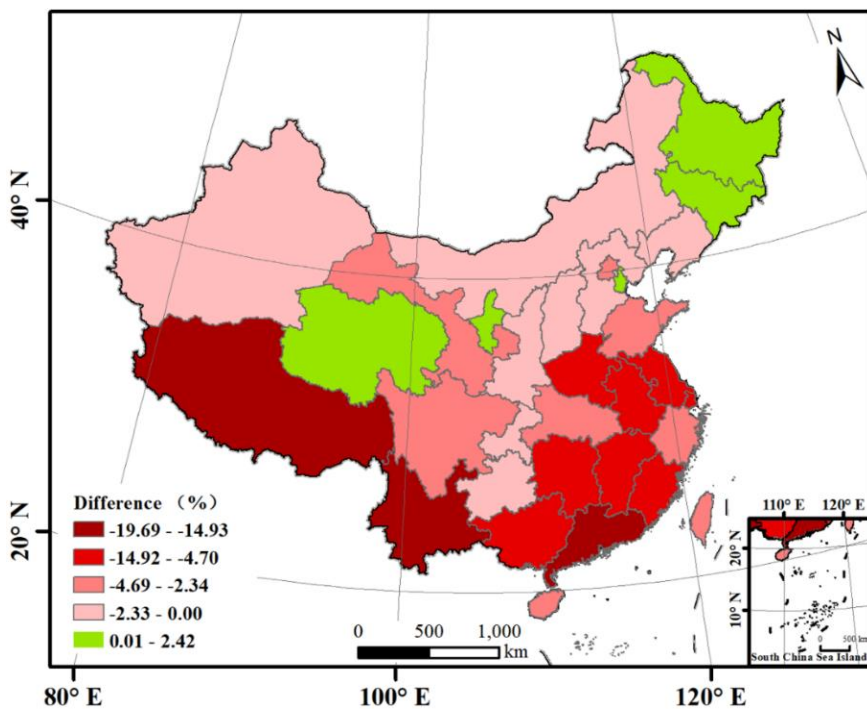 N
40° N
20° N
Difference （%）
-19.69 - -14.93
-14.92 - -4.70
-4.69 - -2.34
-2.33 - 0.00
0.01 - 2.42
0 500 1,000
km
110° E 120° E
20° N
10° N
0 500 km
South China Sea Island
80° E 100° E 120° E